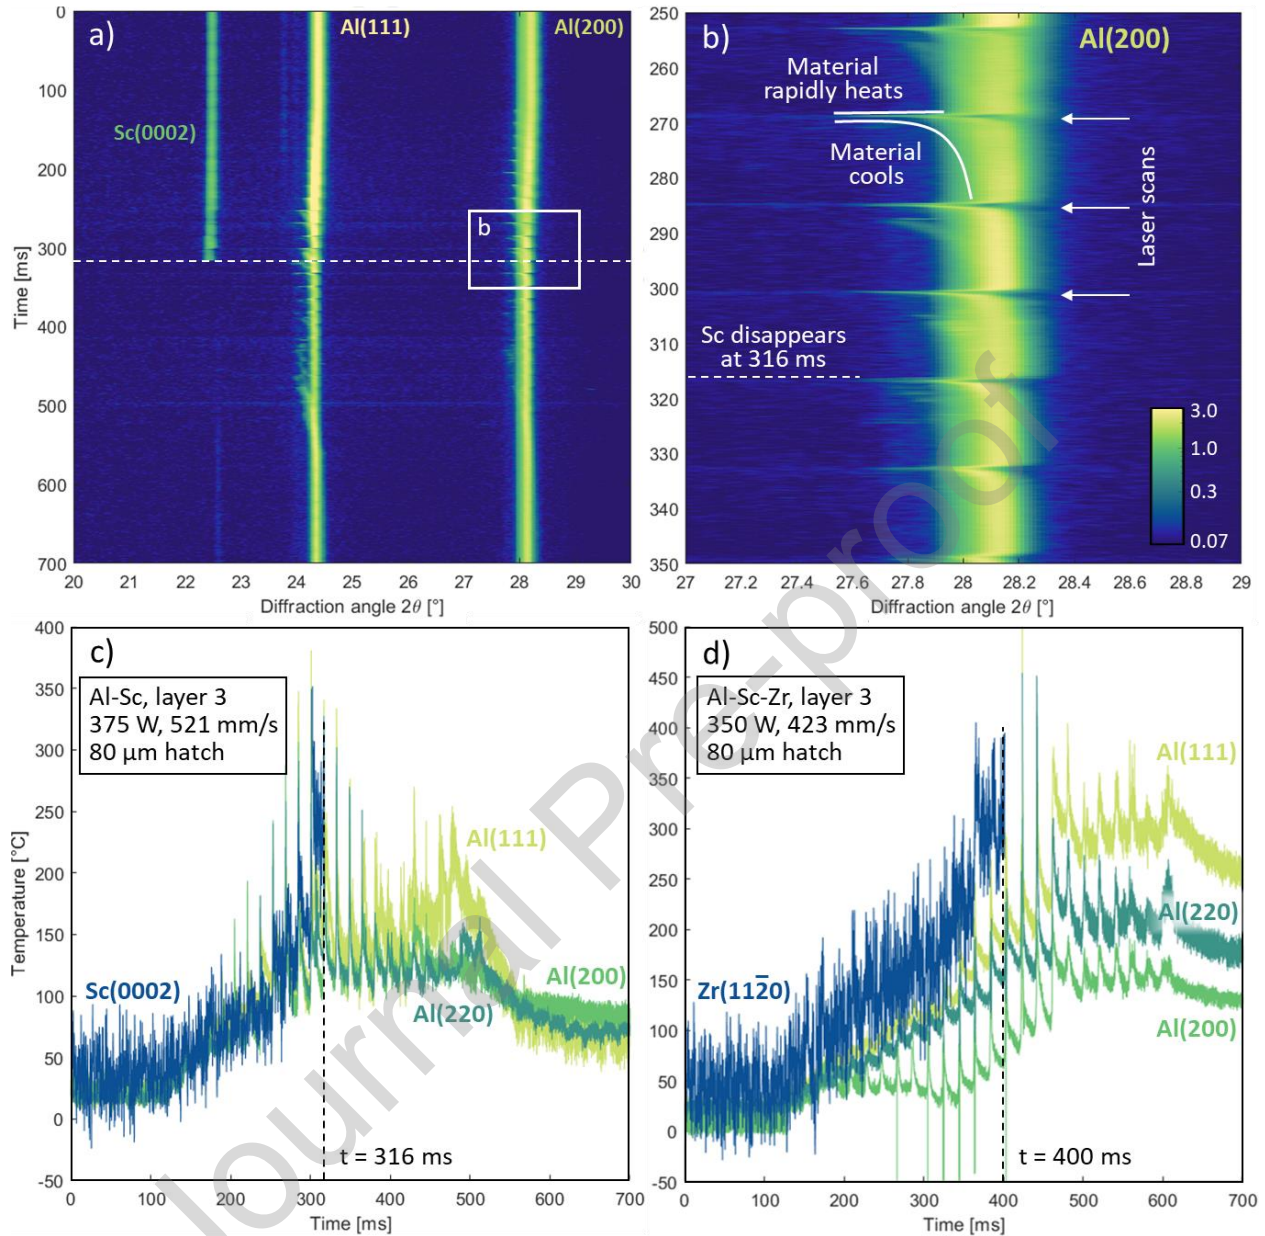 a)
Al(111)
Al(200)
Sc(0002)
b
0
100
200
300
400
500
600
700
Time [ms]
20 21 22 23 24 25 26 27 28 29 30
Diffraction angle 2θ [°]
b)
Al(200)
Material
rapidly heats
Material
cools
Laser scans
Sc disappears
at 316 ms
3.0
1.0
0.3
0.07
250
260
270
280
290
300
310
320
330
340
350
27 27.2 27.4 27.6 27.8 28 28.2 28.4 28.6 28.8 29
Diffraction angle 2θ [°]
c)
Al-Sc, layer 3
375 W, 521 mm/s
80 µm hatch
Al(111)
Sc(0002)
Al(200)
Al(220)
t = 316 ms
400
350
300
250
200
150
100
50
0
-50
Temperature [°C]
0 100 200 300 400 500 600 700
Time [ms]
d)
Al-Sc-Zr, layer 3
350 W, 423 mm/s
80 µm hatch
Al(111)
Al(220)
Zr(112̅0)
Al(200)
t = 400 ms
500
450
400
350
300
250
200
150
100
50
0
-50
0 100 200 300 400 500 600 700
Time [ms]
Journal Pre-proof